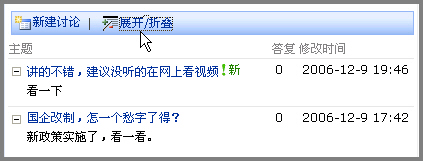 新建讨论 | 展开/折叠
主题 答复 修改时间
讲的不错，建议没听的在网上看视频!新 0 2006-12-9 19:46
看一下
国企改制，怎一个愁字了得？ 0 2006-12-9 17:42
新政策实施了，看一看。